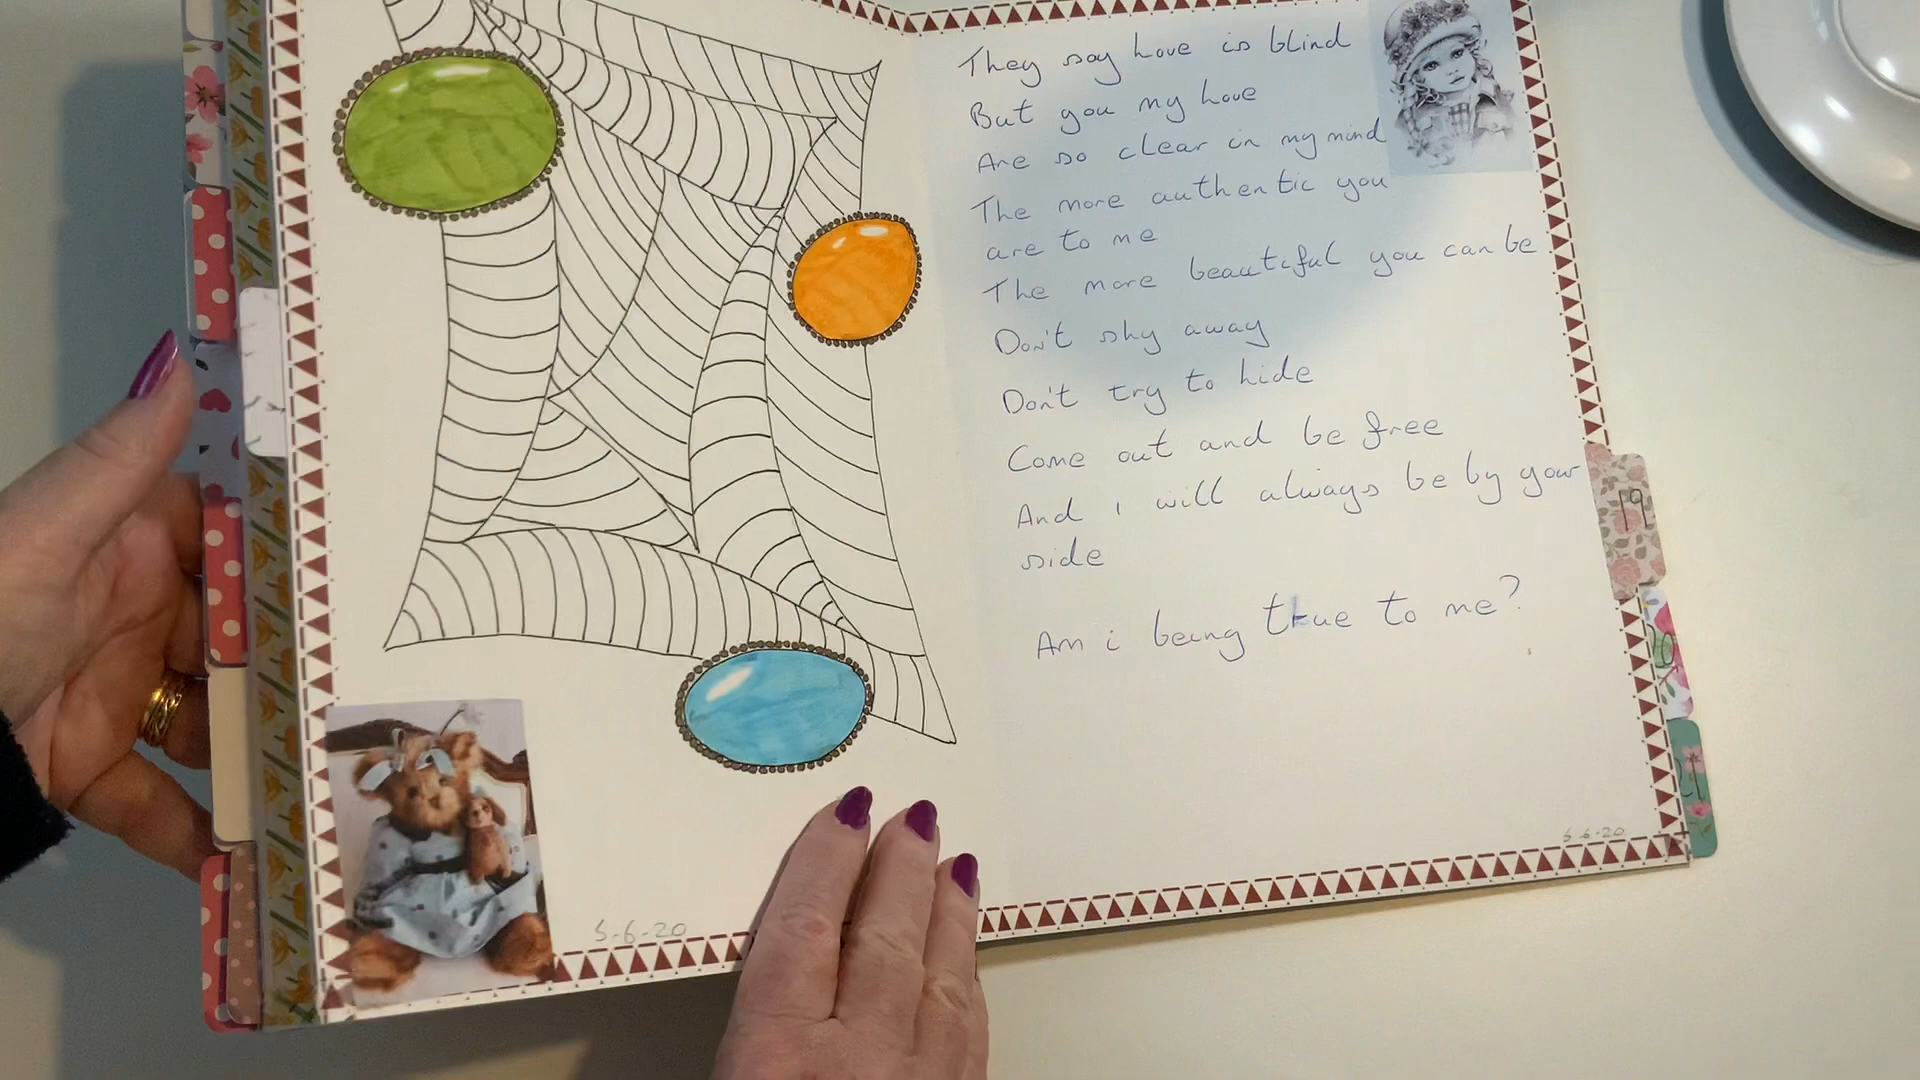 They say Love is blind
But you my Love
Are so clear in my mind
The more authentic you
are to me
The more beautiful you can be
Don't shy away
Don't try to hide
Come out and be free
And i will always be by your
side
Am i being true to me?
5-6-20
5-6-20
19
20
21